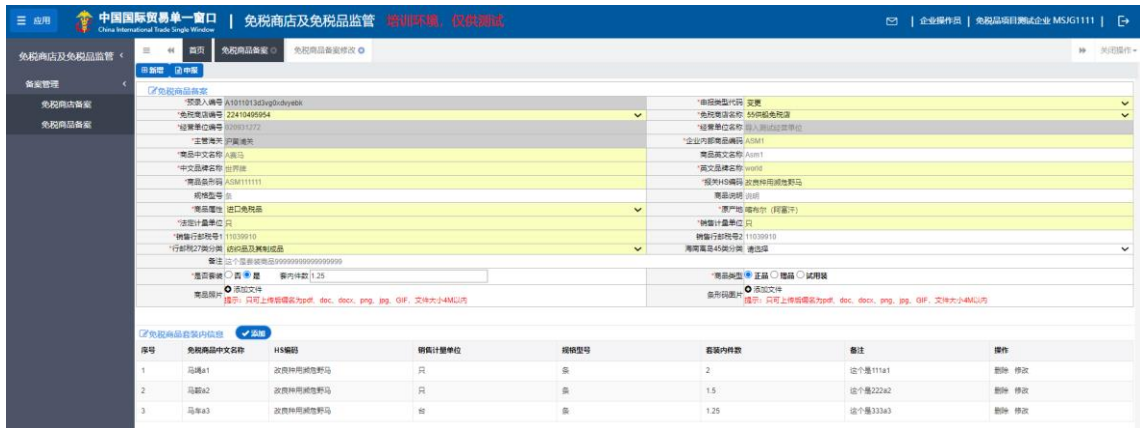 应用
中国国际贸易单一窗口 | 免税商店及免税品监管 培训环境，仅供测试
China International Trade Single Window
企业操作员 | 免税品项目测试企业 MSJG1111 |
免税商店及免税品监管
首页 免税商品备案 免税商品备案修改 关闭操作
新增 申报
备案管理
免税商店备案
免税商品备案
免税商品备案
*预录入编号 A1011013d3vg0xdvyebk *申报类型代码 变更
*免税商店编号 22410495954 *免税商店名称 55供船免税店
*经营单位编号 070931272 *经营单位名称 导入测试经营单位
*主管海关 沪夏浦关 *企业内部商品编码 ASM1
*商品中文名称 A赛马 商品英文名称 Asm1
*中文品牌名称 世界牌 *英文品牌名称 world
*商品条形码 ASM111111 *报关HS编码 改良种用濒危野马
规格型号 条 商品说明 说明
*商品属性 进口免税品 *原产地 喀布尔（阿富汗）
*法定计量单位 只 *销售计量单位 只
*销售行邮税号1 11039910 销售行邮税号2 11039910
*行邮税27类分类 纺织品及其制成品 海南离岛45类分类 请选择
备注 这个是套装商品99999999999999999
*是否套装 否 是 套内件数 1.25 *商品类型 正品 赠品 试用装
商品照片 添加文件 条形码图片 添加文件
提示：只可上传后缀名为pdf、doc、docx、png、jpg、GIF，文件大小4M以内 提示：只可上传后缀名为pdf、doc、docx、png、jpg、GIF，文件大小4M以内
免税商品套装内信息 添加
序号 免税商品中文名称 HS编码 销售计量单位 规格型号 套装内件数 备注 操作
1 马绳a1 改良种用濒危野马 只 条 2 这个是111a1 删除 修改
2 马鞍a2 改良种用濒危野马 只 条 1.5 这个是222a2 删除 修改
3 马车a3 改良种用濒危野马 台 条 1.25 这个是333a3 删除 修改